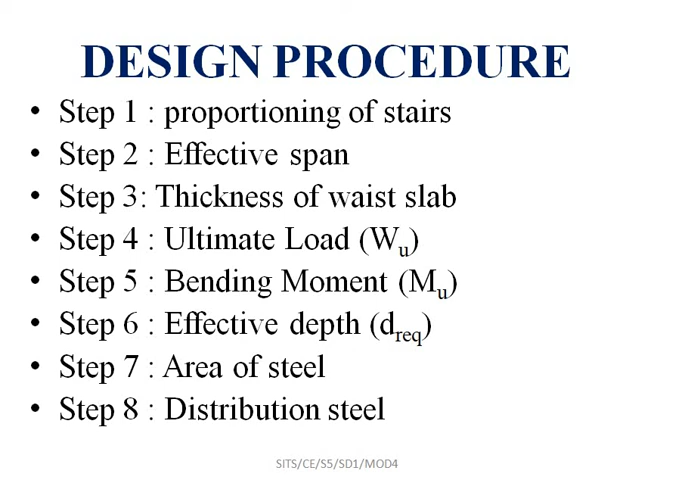 DESIGN PROCEDURE
• Step 1 : proportioning of stairs
• Step 2 : Effective span
• Step 3: Thickness of waist slab
• Step 4 : Ultimate Load (Wu)
• Step 5 : Bending Moment (Mu)
• Step 6 : Effective depth (dreq)
• Step 7 : Area of steel
• Step 8 : Distribution steel
SITS/CE/S5/SD1/MOD4